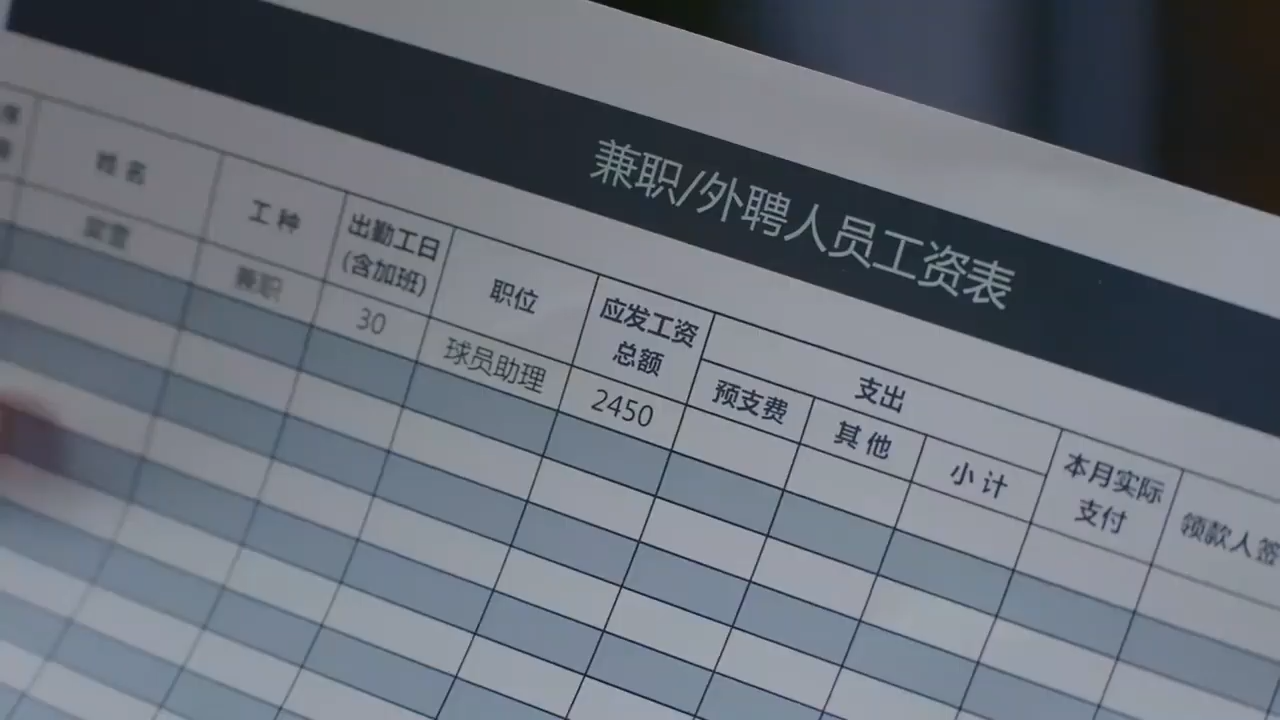 兼职/外聘人员工资表
姓名
工种
出勤工日
(含加班)
职位
应发工资
总额
支出
预支费
其他
小计
本月实际
支付
领款人签
兼职
30
球员助理
2450